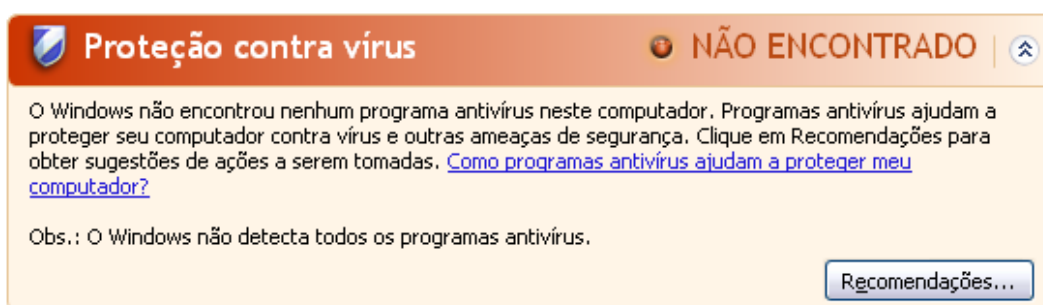 Proteção contra vírus NÃO ENCONTRADO
O Windows não encontrou nenhum programa antivírus neste computador. Programas antivírus ajudam a
proteger seu computador contra vírus e outras ameaças de segurança. Clique em Recomendações para
obter sugestões de ações a serem tomadas. Como programas antivírus ajudam a proteger meu
computador?
Obs.: O Windows não detecta todos os programas antivírus.
Recomendações...